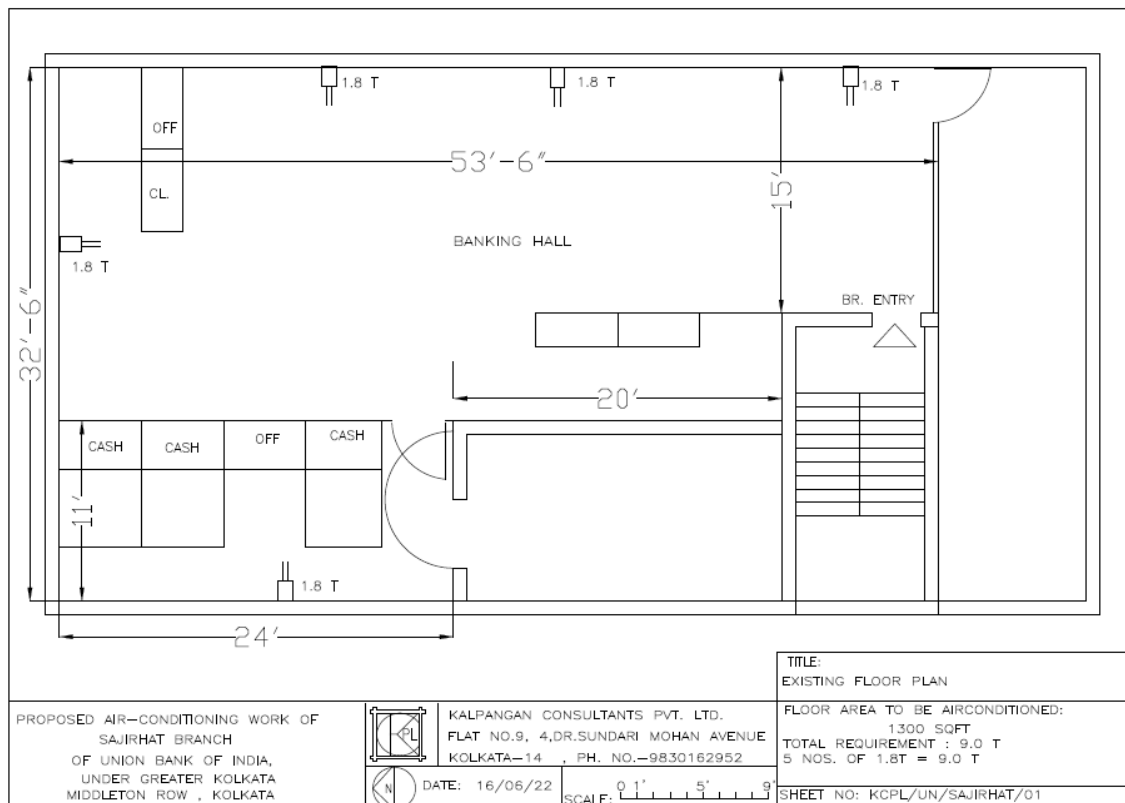 1.8 T
1.8 T
1.8 T
OFF
53'-6"
CL.
15'
BANKING HALL
1.8 T
BR. ENTRY
32'-6"
20'
CASH
CASH
OFF
CASH
11'
1.8 T
24'
TITLE:
EXISTING FLOOR PLAN
PROPOSED AIR-CONDITIONING WORK OF
SAJIRHAT BRANCH
OF UNION BANK OF INDIA,
UNDER GREATER KOLKATA
MIDDLETON ROW , KOLKATA
PL
KALPANGAN CONSULTANTS PVT. LTD.
FLAT NO.9, 4,DR.SUNDARI MOHAN AVENUE
KOLKATA-14 , PH. NO.-9830162952
N
DATE: 16/06/22
SCALE: 0 1' 5' 9'
FLOOR AREA TO BE AIRCONDITIONED:
1300 SQFT
TOTAL REQUIREMENT : 9.0 T
5 NOS. OF 1.8T = 9.0 T
SHEET NO: KCPL/UN/SAJIRHAT/01